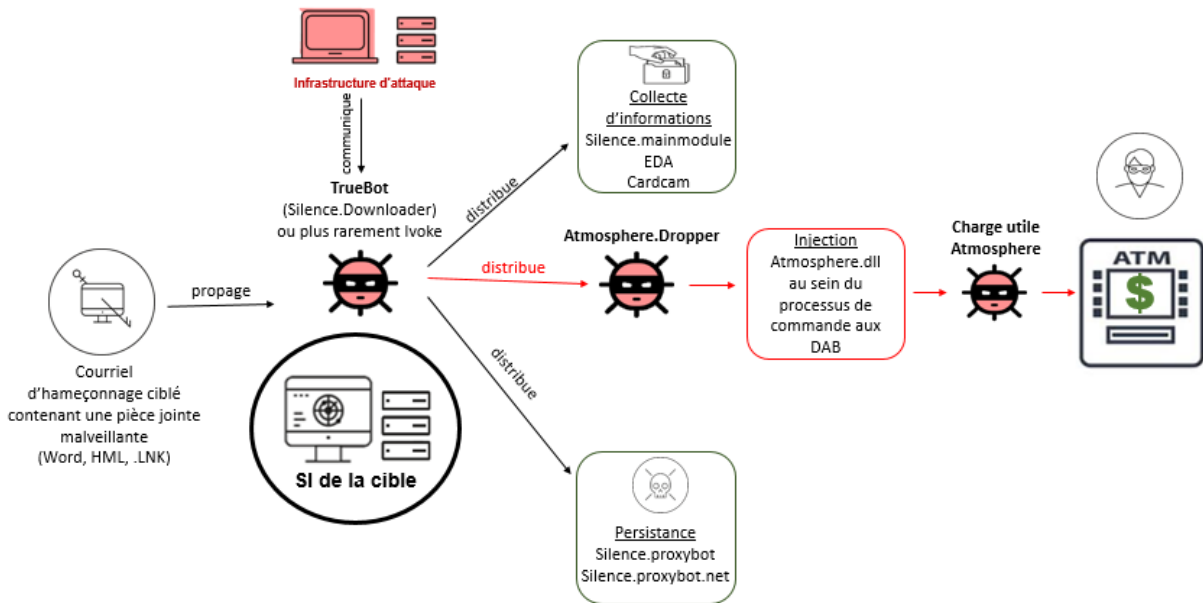 Infrastructure d'attaque
communique
TrueBot
(Silence.Downloader)
ou plus rarement Ivoke
propage
Courriel
d'hameçonnage ciblé
contenant une pièce jointe
malveillante
(Word, HML, .LNK)
SI de la cible
distribue
Collecte
d'informations
Silence.mainmodule
EDA
Cardcam
distribue
Atmosphere.Dropper
Injection
Atmosphere.dll
au sein du
processus de
commande aux
DAB
Charge utile
Atmosphere
ATM
$
distribue
Persistance
Silence.proxybot
Silence.proxybot.net